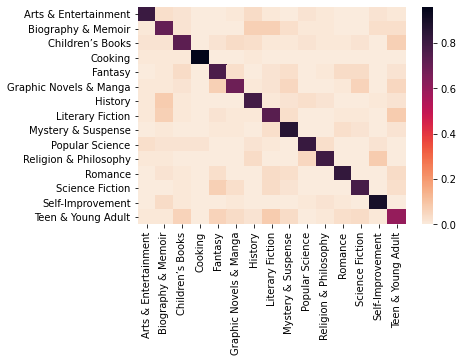 Arts & Entertainment
Biography & Memoir
Children's Books
Cooking
Fantasy
Graphic Novels & Manga
History
Literary Fiction
Mystery & Suspense
Popular Science
Religion & Philosophy
Romance
Science Fiction
Self-Improvement
Teen & Young Adult
Arts & Entertainment
Biography & Memoir
Children's Books
Cooking
Fantasy
Graphic Novels & Manga
History
Literary Fiction
Mystery & Suspense
Popular Science
Religion & Philosophy
Romance
Science Fiction
Self-Improvement
Teen & Young Adult
0.8
0.6
0.4
0.2
0.0